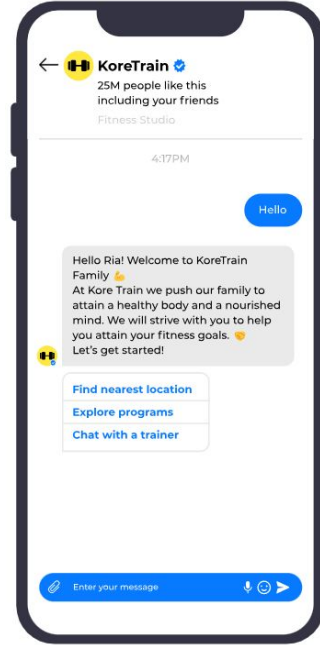 KoreTrain
25M people like this
including your friends
Fitness Studio
4:17PM
Hello
Hello Ria! Welcome to KoreTrain
Family 💪
At Kore Train we push our family to
attain a healthy body and a nourished
mind. We will strive with you to help
you attain your fitness goals. 🤜
Let's get started!
Find nearest location
Explore programs
Chat with a trainer
Enter your message